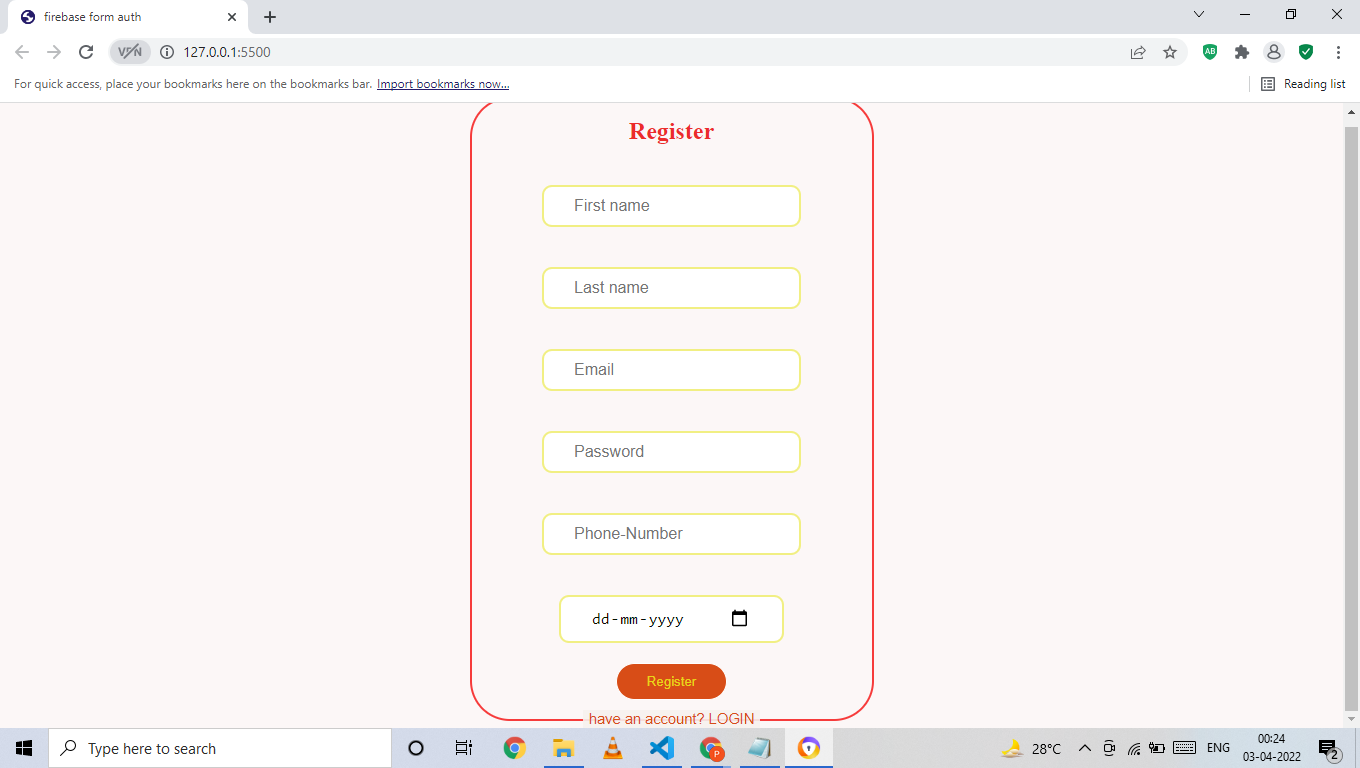 firebase form auth
VPN
127.0.0.1:5500
AB
For quick access, place your bookmarks here on the bookmarks bar. Import bookmarks now...
Reading list
Register
First name
Last name
Email
Password
Phone-Number
dd-mm-yyyy
Register
have an account? LOGIN
Type here to search
P
28°C
ENG
00:24
03-04-2022
2